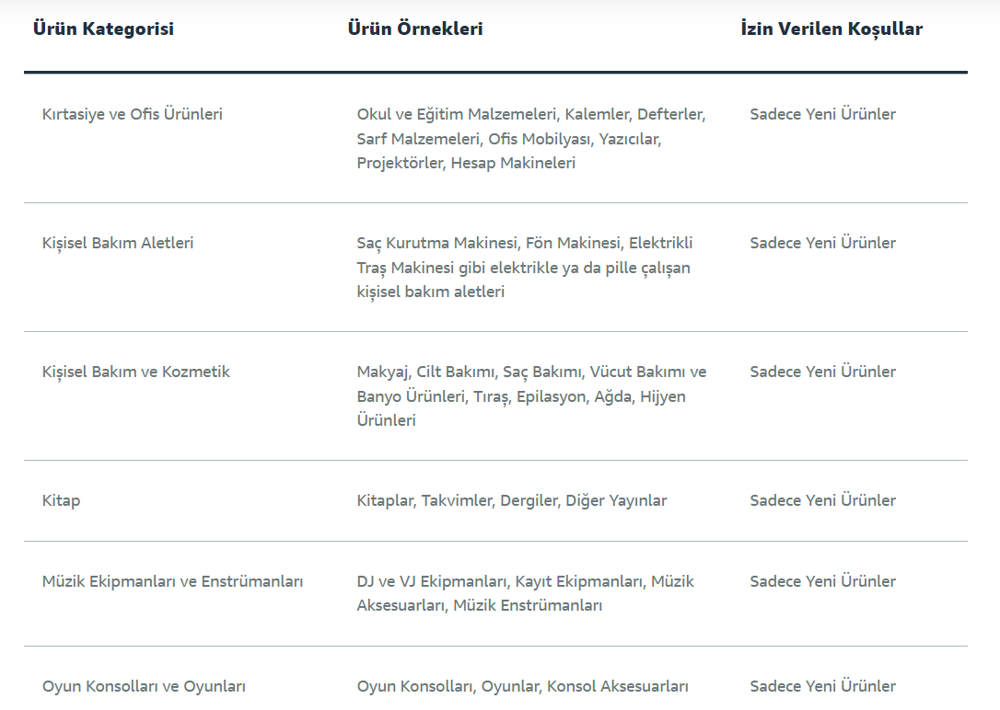 Ürün Kategorisi Ürün Örnekleri İzin Verilen Koşullar
Kırtasiye ve Ofis Ürünleri Okul ve Eğitim Malzemeleri, Kalemler, Defterler, Sadece Yeni Ürünler
Sarf Malzemeleri, Ofis Mobilyası, Yazıcılar,
Projektörler, Hesap Makineleri
Kişisel Bakım Aletleri Saç Kurutma Makinesi, Fön Makinesi, Elektrikli Sadece Yeni Ürünler
Traş Makinesi gibi elektrikle ya da pille çalışan
kişisel bakım aletleri
Kişisel Bakım ve Kozmetik Makyaj, Cilt Bakımı, Saç Bakımı, Vücut Bakımı ve Sadece Yeni Ürünler
Banyo Ürünleri, Tıraş, Epilasyon, Ağda, Hijyen
Ürünleri
Kitap Kitaplar, Takvimler, Dergiler, Diğer Yayınlar Sadece Yeni Ürünler
Müzik Ekipmanları ve Enstrümanları DJ ve VJ Ekipmanları, Kayıt Ekipmanları, Müzik Sadece Yeni Ürünler
Aksesuarları, Müzik Enstrümanları
Oyun Konsolları ve Oyunları Oyun Konsolları, Oyunlar, Konsol Aksesuarları Sadece Yeni Ürünler